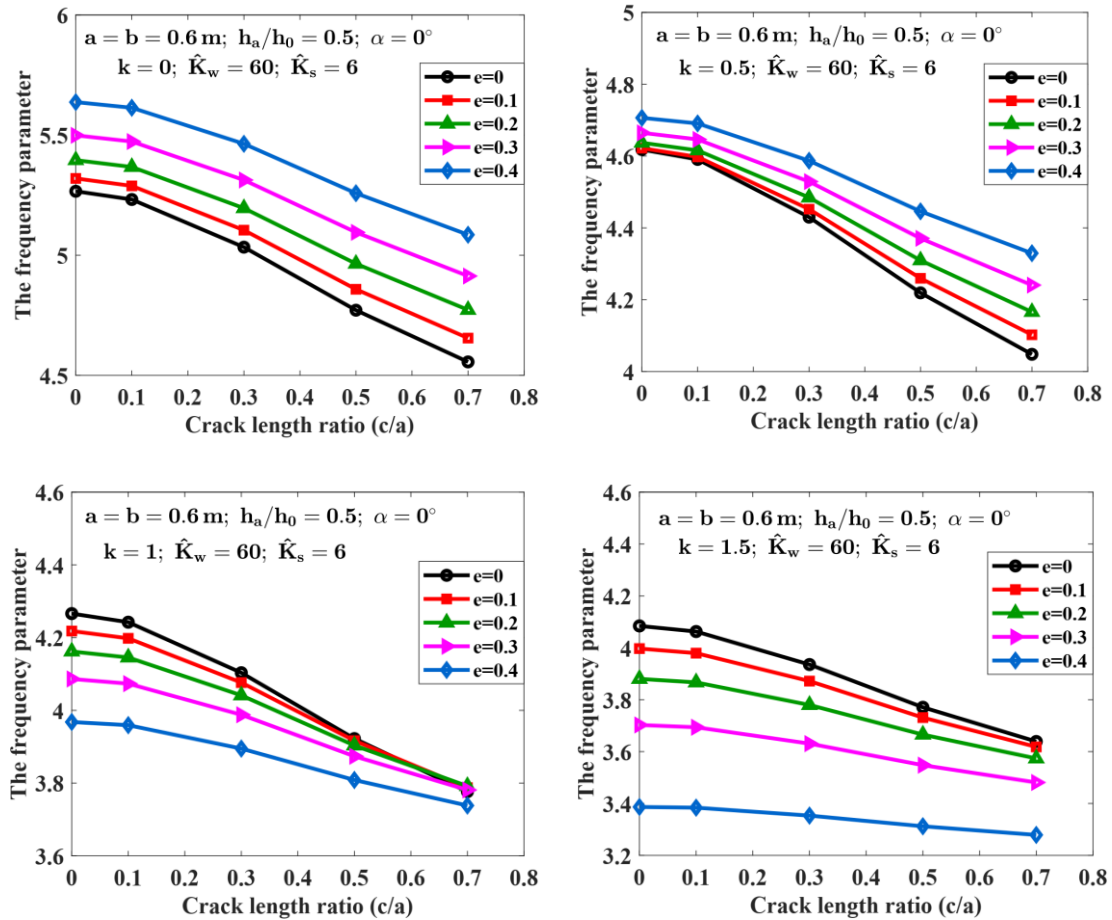 6
a = b = 0.6 m; hₐ/h₀ = 0.5; α = 0°
k = 0; K̂_w = 60; K̂_s = 6
e=0
e=0.1
e=0.2
e=0.3
e=0.4
5.5
5
4.5
The frequency parameter
0 0.1 0.2 0.3 0.4 0.5 0.6 0.7 0.8
Crack length ratio (c/a)
5
a = b = 0.6 m; hₐ/h₀ = 0.5; α = 0°
k = 0.5; K̂_w = 60; K̂_s = 6
e=0
e=0.1
e=0.2
e=0.3
e=0.4
4.8
4.6
4.4
4.2
4
The frequency parameter
0 0.1 0.2 0.3 0.4 0.5 0.6 0.7 0.8
Crack length ratio (c/a)
4.6
a = b = 0.6 m; hₐ/h₀ = 0.5; α = 0°
k = 1; K̂_w = 60; K̂_s = 6
e=0
e=0.1
e=0.2
e=0.3
e=0.4
4.4
4.2
4
3.8
3.6
The frequency parameter
0 0.1 0.2 0.3 0.4 0.5 0.6 0.7 0.8
Crack length ratio (c/a)
4.6
a = b = 0.6 m; hₐ/h₀ = 0.5; α = 0°
k = 1.5; K̂_w = 60; K̂_s = 6
e=0
e=0.1
e=0.2
e=0.3
e=0.4
4.4
4.2
4
3.8
3.6
3.4
3.2
The frequency parameter
0 0.1 0.2 0.3 0.4 0.5 0.6 0.7 0.8
Crack length ratio (c/a)